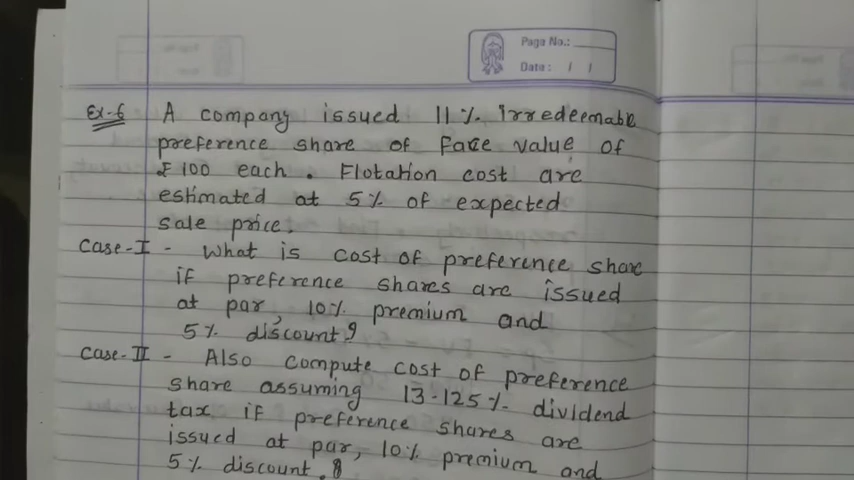 Paga No.:
Date: / /
Ex-6 A company issued 11% irredeemable
preference share of face value of
₹100 each. Flotation cost are
estimated at 5% of expected
sale price.
Case-I - What is cost of preference share
if preference shares are issued
at par, 10% premium and
5% discount?
Case-II - Also compute cost of preference
share assuming 13.125% dividend
tax if preference shares are
issued at par, 10% premium and
5% discount.?